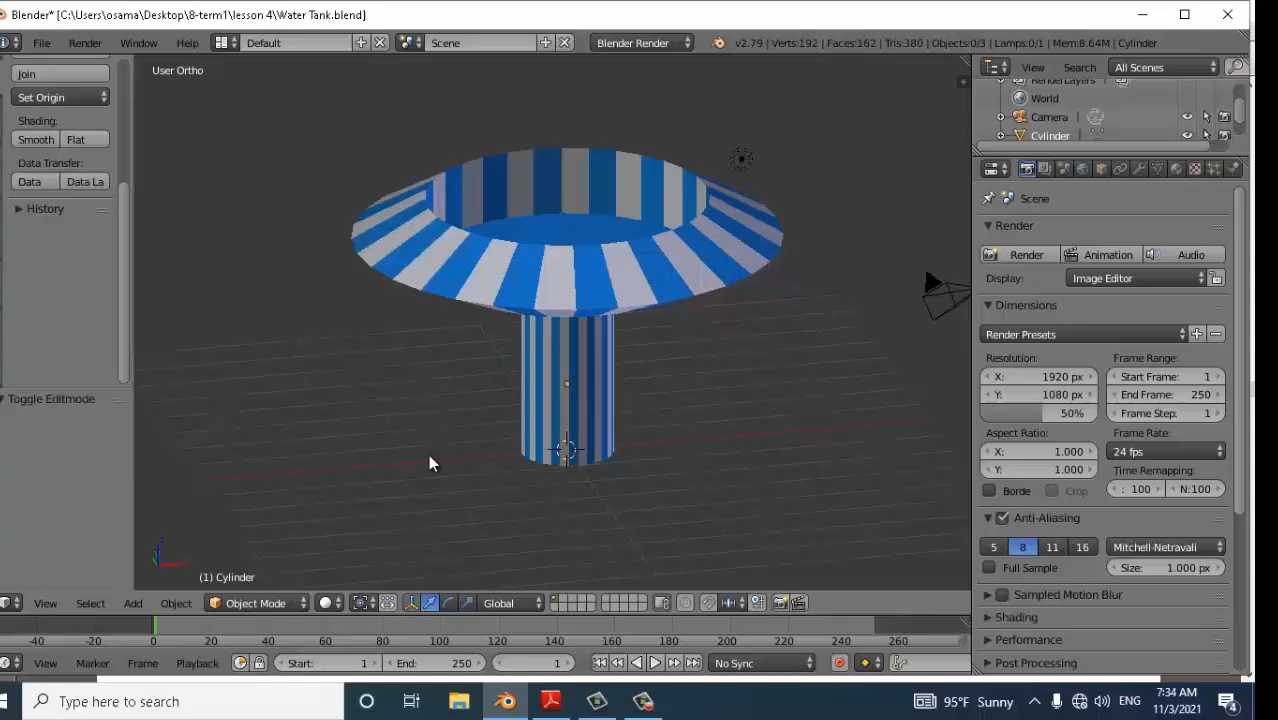 Blender* [C:\Users\osama\Desktop\8-term1\lesson 4\Water Tank.blend]
File Render Window Help Default Scene Blender Render v2.79 | Verts:192 | Faces:162 | Tris:380 | Objects:0/3 | Lamps:0/1 | Mem:8.64M | Cylinder
Join
Set Origin
Shading:
Smooth Flat
Data Transfer:
Data Data La
History
Toggle Editmode
User Ortho
(1) Cylinder
View Select Add Object Object Mode Global
-40 -20 0 20 40 60 80 100 120 140 160 180 200 220 240 260
View Marker Frame Playback Start: 1 End: 250 1 No Sync
View Search All Scenes
RenderLayers
World
Camera
Cylinder
Scene
Render
Render Animation Audio
Display: Image Editor
Dimensions
Render Presets
Resolution: Frame Range:
X: 1920 px Start Frame: 1
Y: 1080 px End Frame: 250
50% Frame Step: 1
Aspect Ratio: Frame Rate:
X: 1.000 24 fps
Y: 1.000 Time Remapping:
Borde Crop : 100 N:100
Anti-Aliasing
5 8 11 16 Mitchell-Netravali
Full Sample Size: 1.000 px
Sampled Motion Blur
Shading
Performance
Post Processing
Type here to search
95°F Sunny ENG 7:34 AM
11/3/2021 4